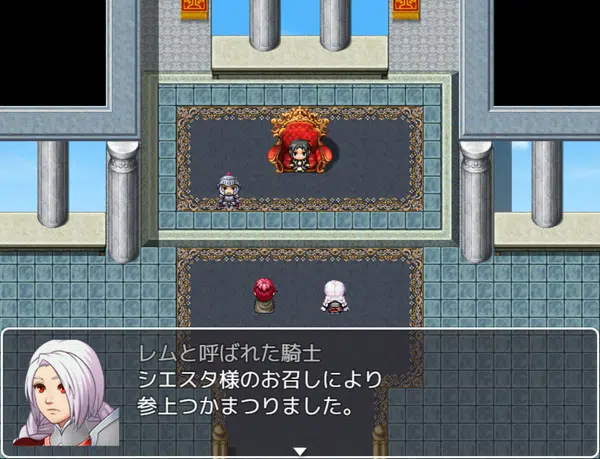 レムと呼ばれた騎士
シエスタ様のお召しにより
参上つかまつりました。